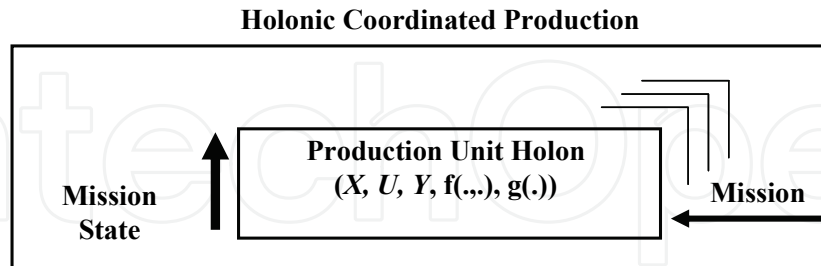 Holonic Coordinated Production
Production Unit Holon
(X, U, Y, f(.,.), g(.))
Mission
State
Mission